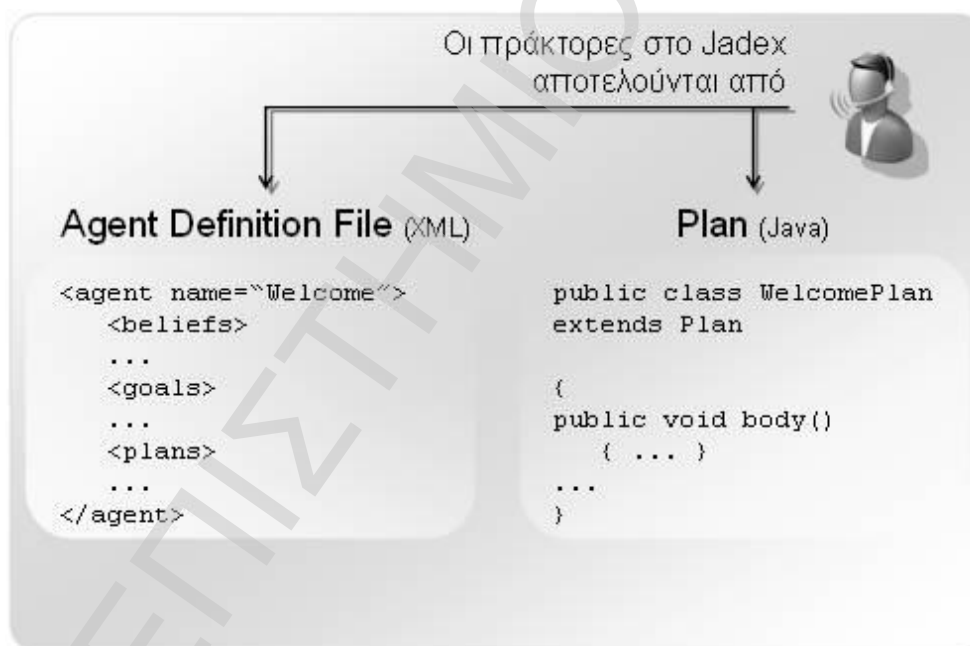 Οι πράκτορες στο Jadex
αποτελούνται από
Agent Definition File (XML)
<agent name="Welcome">
<beliefs>
...
<goals>
...
<plans>
...
</agent>
Plan (Java)
public class WelcomePlan
extends Plan
{
public void body()
{ ... }
...
}